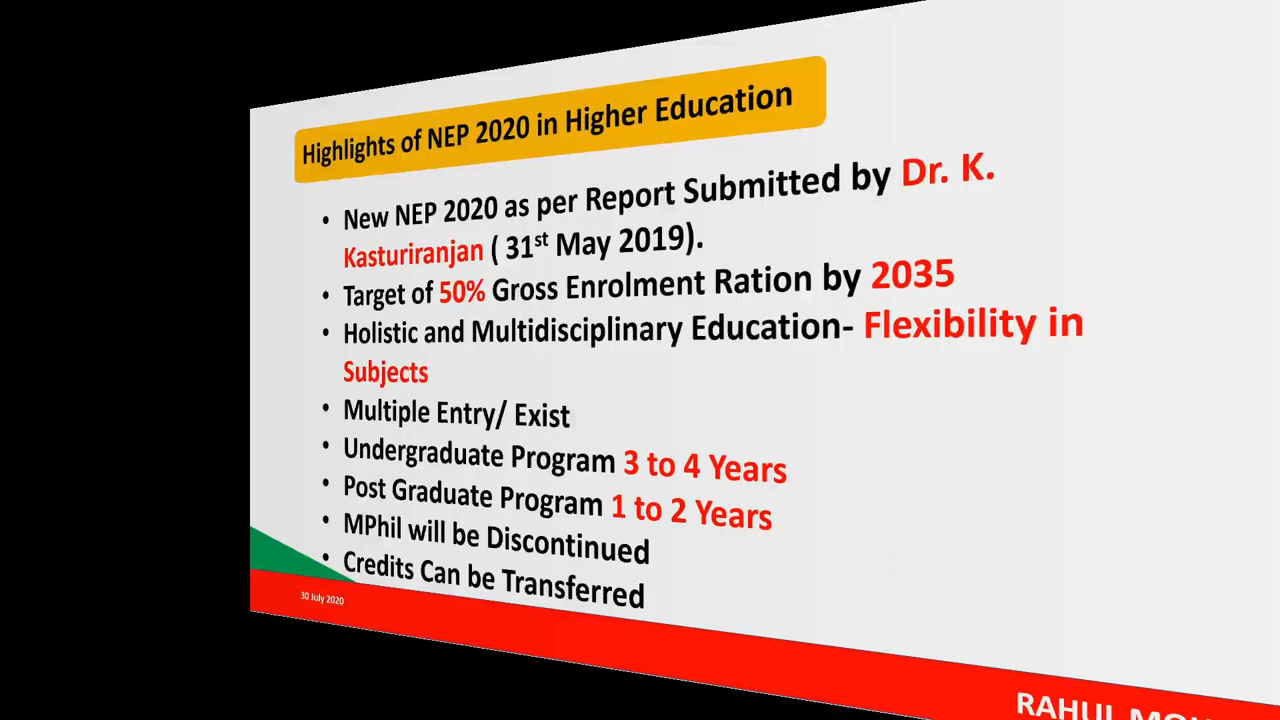 Highlights of NEP 2020 in Higher Education
• New NEP 2020 as per Report Submitted by Dr. K.
Kasturiranjan ( 31st May 2019).
• Target of 50% Gross Enrolment Ration by 2035
• Holistic and Multidisciplinary Education- Flexibility in
Subjects
• Multiple Entry/ Exist
• Undergraduate Program 3 to 4 Years
• Post Graduate Program 1 to 2 Years
• MPhil will be Discontinued
• Credits Can be Transferred
30 July 2020
RAHUL